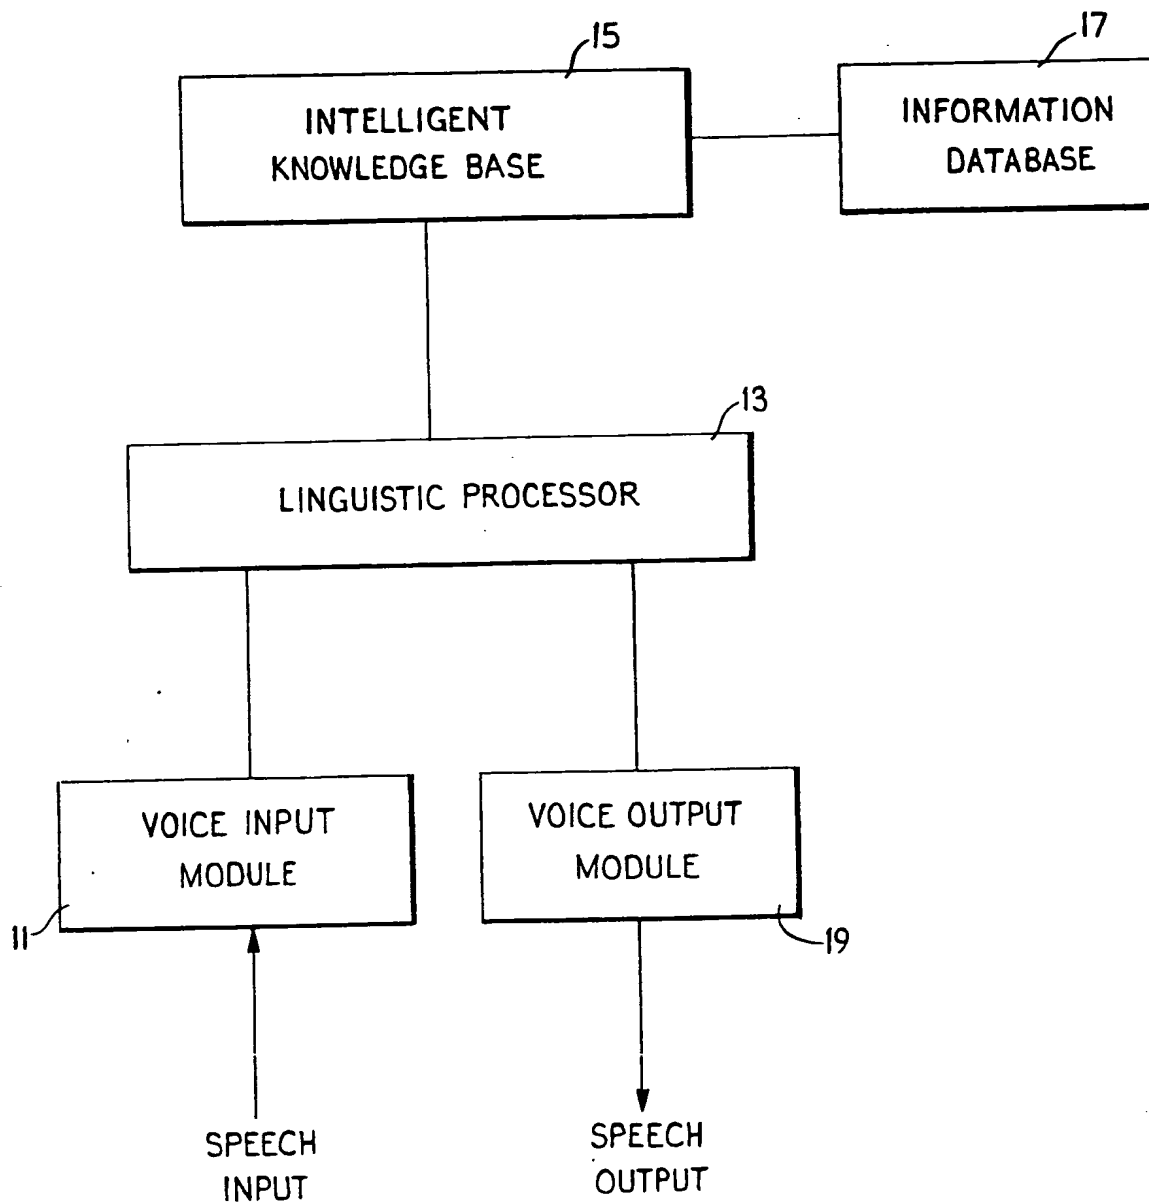 15
17
INTELLIGENT
KNOWLEDGE BASE
INFORMATION
DATABASE
13
LINGUISTIC PROCESSOR
VOICE INPUT
MODULE
VOICE OUTPUT
MODULE
11
19
SPEECH
INPUT
SPEECH
OUTPUT